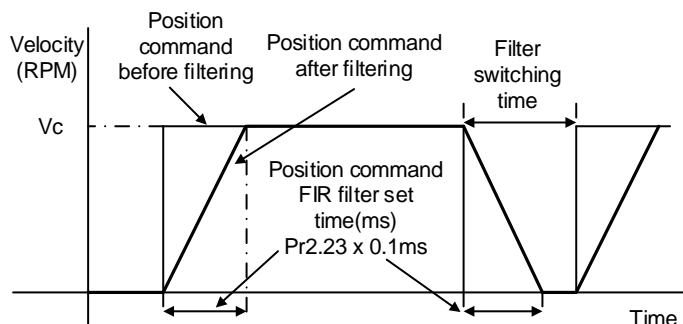 Velocity
(RPM)
Position
command
before filtering
Position command
after filtering
Filter
switching
time
Vc
Position command
FIR filter set
time(ms)
Pr2.23 x 0.1ms
Time